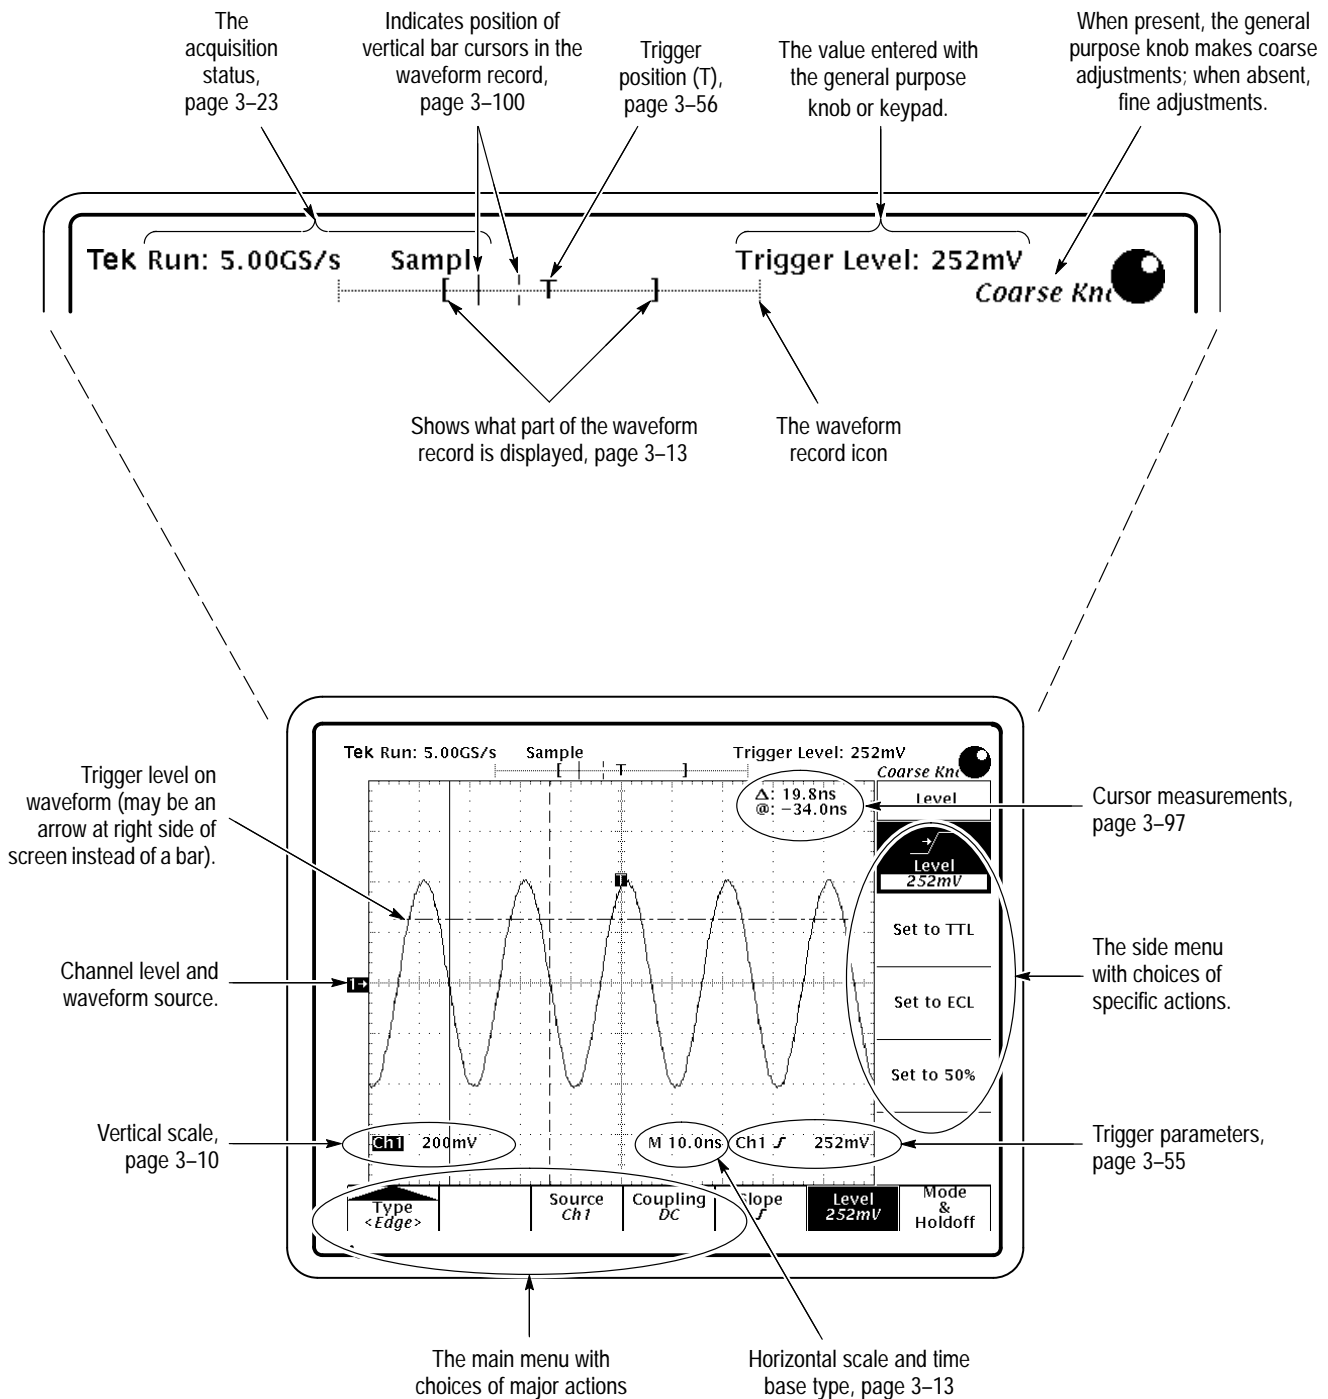 The
acquisition
status,
page 3–23
Indicates position of
vertical bar cursors in the
waveform record,
page 3–100
Trigger
position (T),
page 3–56
The value entered with
the general purpose
knob or keypad.
When present, the general
purpose knob makes coarse
adjustments; when absent,
fine adjustments.
Tek Run: 5.00GS/s Sampl Trigger Level: 252mV
[ T ]
Coarse Kn
Shows what part of the waveform
record is displayed, page 3–13
The waveform
record icon
Tek Run: 5.00GS/s Sample Trigger Level: 252mV
[ T ]
Coarse Kn
Δ: 19.8ns
@: −34.0ns
Level
Level
252mV
Set to TTL
Set to ECL
Set to 50%
T
1→
Trigger level on
waveform (may be an
arrow at right side of
screen instead of a bar).
Cursor measurements,
page 3–97
Channel level and
waveform source.
The side menu
with choices of
specific actions.
Vertical scale,
page 3–10
Ch1 200mV M 10.0ns Ch1 252mV
Trigger parameters,
page 3–55
Type
<Edge>
Source
Ch1
Coupling
DC
Slope
Level
252mV
Mode
&
Holdoff
The main menu with
choices of major actions
Horizontal scale and time
base type, page 3–13